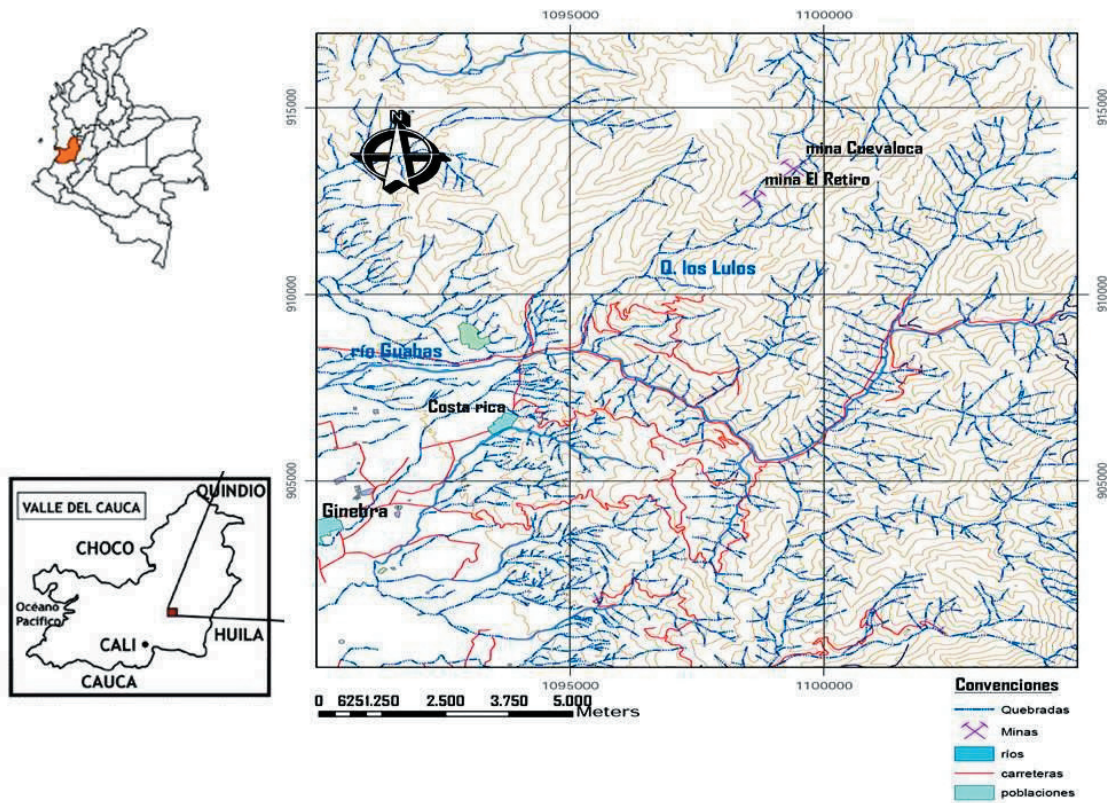 1095000
1100000
915000
915000
N
mina Cuevaloca
mina El Retiro
Q. los Lulos
910000
910000
río Guabas
Costa rica
905000
905000
Ginebra
VALLE DEL CAUCA
QUINDIO
CHOCO
Océano
Pacífico
CALI
HUILA
CAUCA
1095000
1100000
0 625 1.250 2.500 3.750 5.000 Meters
Convenciones
Quebradas
Minas
ríos
carreteras
poblaciones